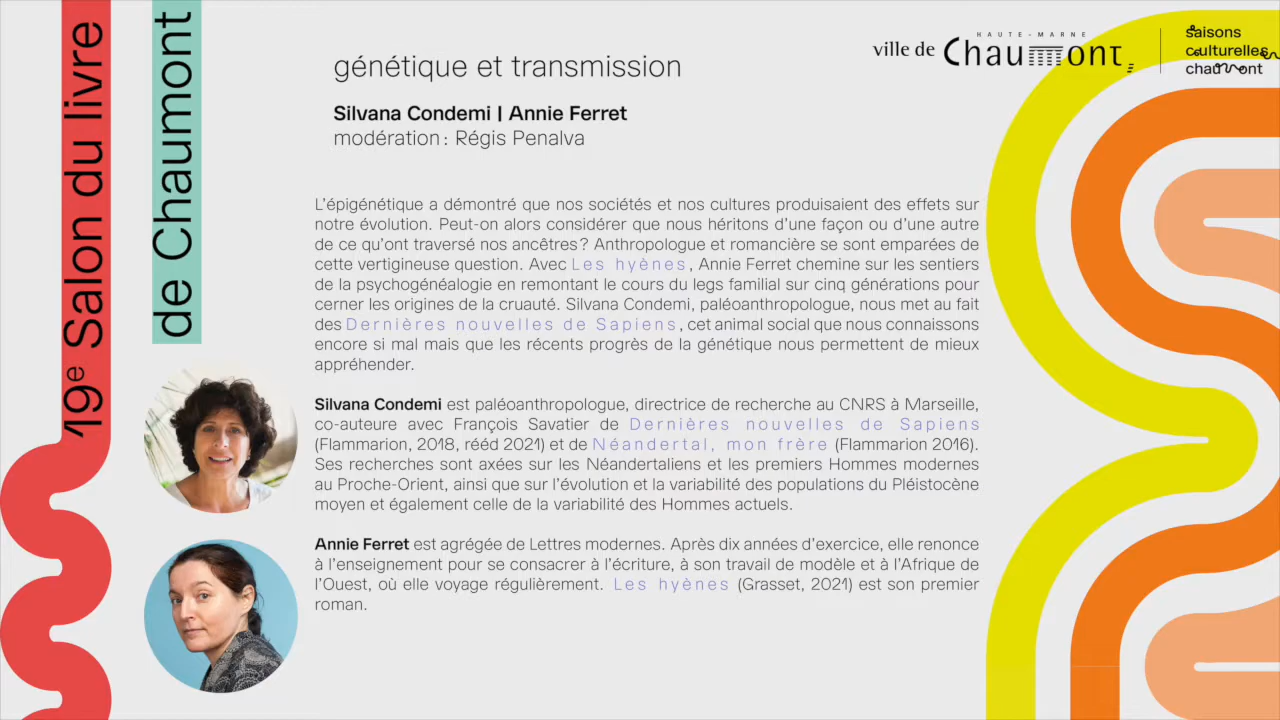 19e Salon du livre
de Chaumont
génétique et transmission
Silvana Condemi | Annie Ferret
modération : Régis Penalva
HAUTE-MARNE
ville de Chaumont
saisons
culturelles
chaumont
L’épigénétique a démontré que nos sociétés et nos cultures produisaient des effets sur
notre évolution. Peut-on alors considérer que nous héritons d’une façon ou d’une autre
de ce qu’ont traversé nos ancêtres ? Anthropologue et romancière se sont emparées de
cette vertigineuse question. Avec Les hyènes, Annie Ferret chemine sur les sentiers
de la psychogénéalogie en remontant le cours du legs familial sur cinq générations pour
cerner les origines de la cruauté. Silvana Condemi, paléoanthropologue, nous met au fait
des Dernières nouvelles de Sapiens, cet animal social que nous connaissons
encore si mal mais que les récents progrès de la génétique nous permettent de mieux
appréhender.
Silvana Condemi est paléoanthropologue, directrice de recherche au CNRS à Marseille,
co-auteure avec François Savatier de Dernières nouvelles de Sapiens
(Flammarion, 2018, rééd 2021) et de Néandertal, mon frère (Flammarion 2016).
Ses recherches sont axées sur les Néandertaliens et les premiers Hommes modernes
au Proche-Orient, ainsi que sur l’évolution et la variabilité des populations du Pléistocène
moyen et également celle de la variabilité des Hommes actuels.
Annie Ferret est agrégée de Lettres modernes. Après dix années d’exercice, elle renonce
à l’enseignement pour se consacrer à l’écriture, à son travail de modèle et à l’Afrique de
l’Ouest, où elle voyage régulièrement. Les hyènes (Grasset, 2021) est son premier
roman.